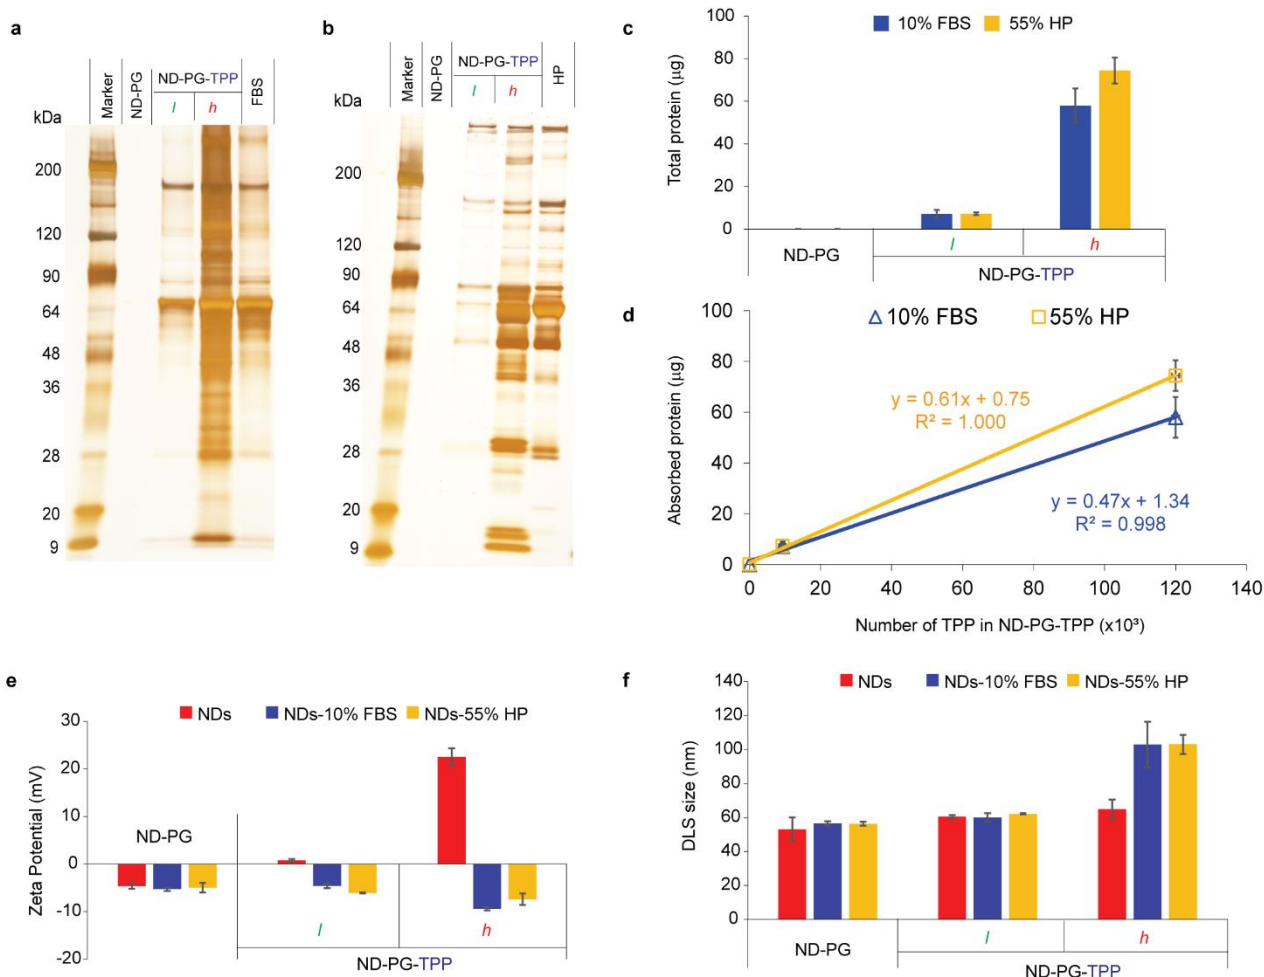 a
Marker
ND-PG
ND-PG-TPP
l
h
FBS
kDa
200
120
90
64
48
36
28
20
9
b
Marker
ND-PG
ND-PG-TPP
l
h
HP
kDa
200
120
90
64
48
36
28
20
9
c
10% FBS
55% HP
Total protein (µg)
100
80
60
40
20
0
ND-PG
l
h
ND-PG-TPP
d
10% FBS
55% HP
Absorbed protein (µg)
100
80
60
40
20
0
y = 0.61x + 0.75
R² = 1.000
y = 0.47x + 1.34
R² = 0.998
0 20 40 60 80 100 120 140
Number of TPP in ND-PG-TPP (x10³)
e
NDs
NDs-10% FBS
NDs-55% HP
Zeta Potential (mV)
30
20
10
0
-10
-20
ND-PG
l
h
ND-PG-TPP
f
NDs
NDs-10% FBS
NDs-55% HP
DLS size (nm)
140
120
100
80
60
40
20
0
ND-PG
l
h
ND-PG-TPP